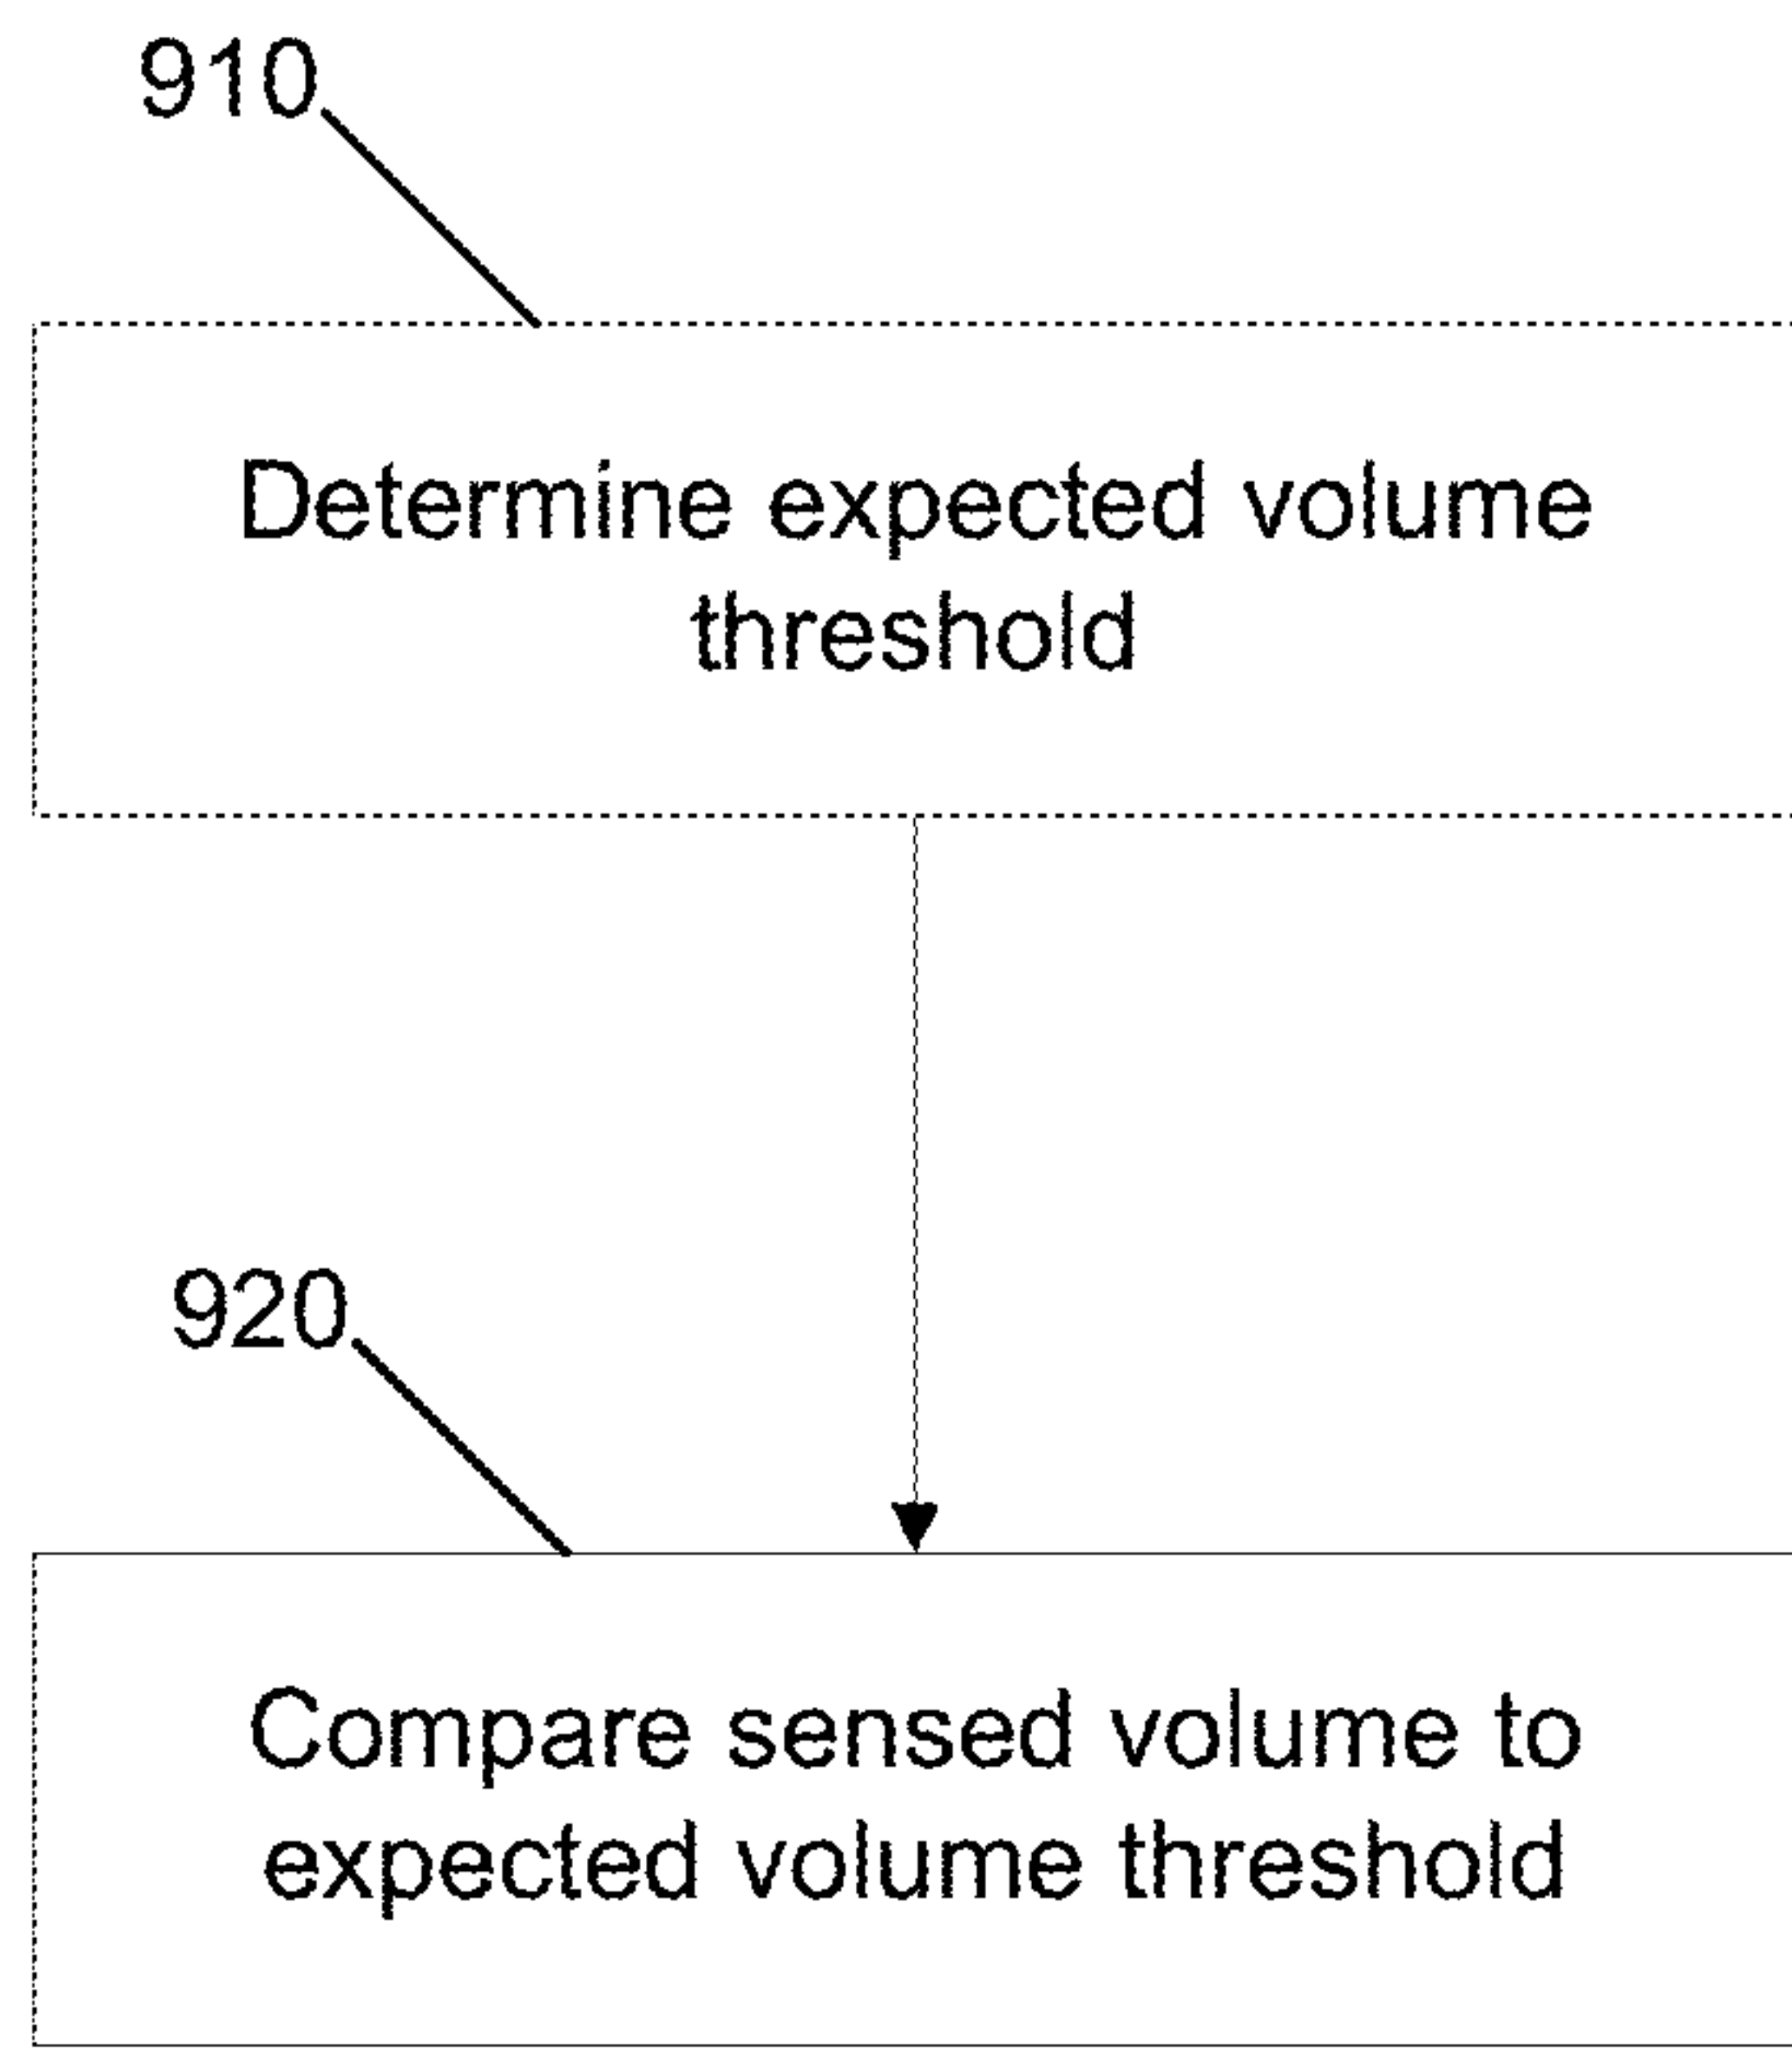 910
Determine expected volume
threshold
920
Compare sensed volume to
expected volume threshold